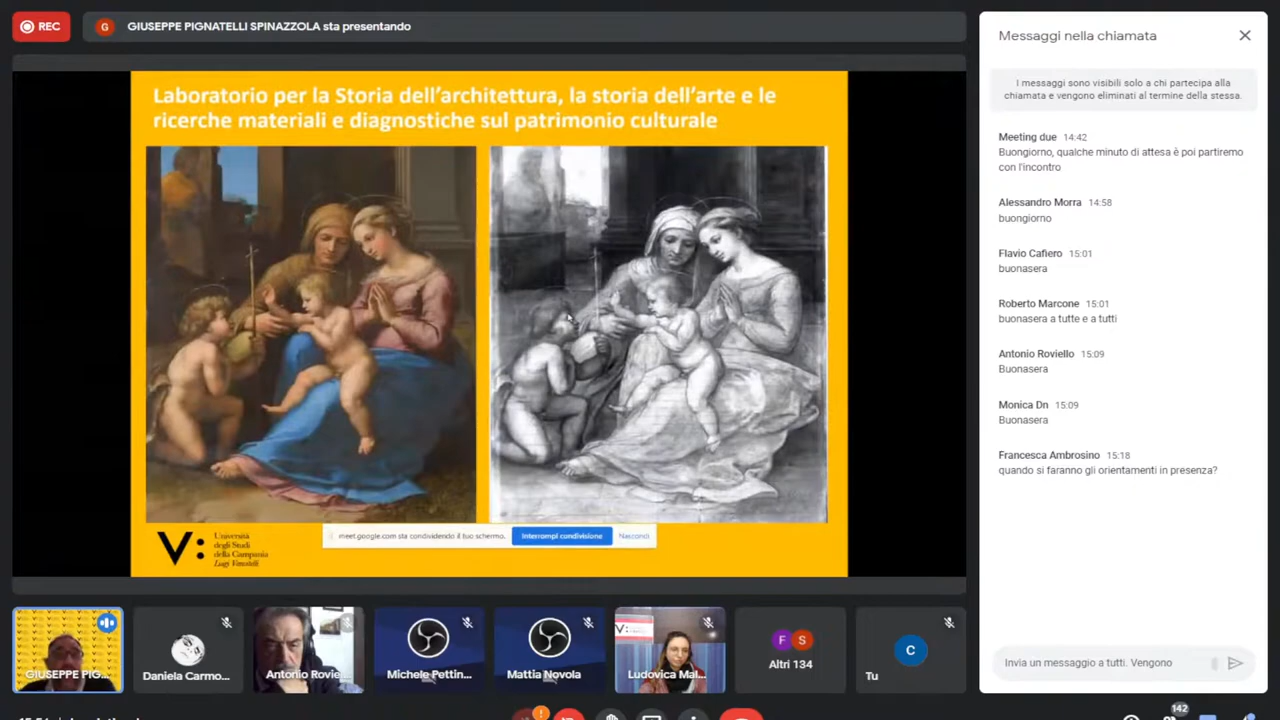 REC
G
GIUSEPPE PIGNATELLI SPINAZZOLA sta presentando
Laboratorio per la Storia dell'architettura, la storia dell'arte e le
ricerche materiali e diagnostiche sul patrimonio culturale
V:
Università
degli Studi
della Campania
Luigi Vanvitelli
meet.google.com sta condividendo il tuo schermo.
Interrompi condivisione
Nascondi
GIUSEPPE PIG...
Daniela Carmo...
Antonio Rovie...
Michele Pettin...
Mattia Novola
V:
Ludovica Mal...
F
S
Altri 134
C
Tu
Messaggi nella chiamata
I messaggi sono visibili solo a chi partecipa alla
chiamata e vengono eliminati al termine della stessa.
Meeting due 14:42
Buongiorno, qualche minuto di attesa è poi partiremo
con l'incontro
Alessandro Morra 14:58
buongiorno
Flavio Cafiero 15:01
buonasera
Roberto Marcone 15:01
buonasera a tutte e a tutti
Antonio Roviello 15:09
Buonasera
Monica Dn 15:09
Buonasera
Francesca Ambrosino 15:18
quando si faranno gli orientamenti in presenza?
Invia un messaggio a tutti. Vengono
142